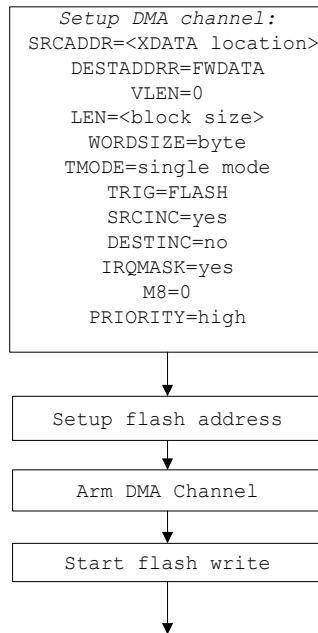 Setup DMA channel:
SRCADDR=<XDATA location>
DESTADDRR=FWDATA
VLEN=0
LEN=<block size>
WORDSIZE=byte
TMODE=single mode
TRIG=FLASH
SRCINC=yes
DESTINC=no
IRQMASK=yes
M8=0
PRIORITY=high
Setup flash address
Arm DMA Channel
Start flash write